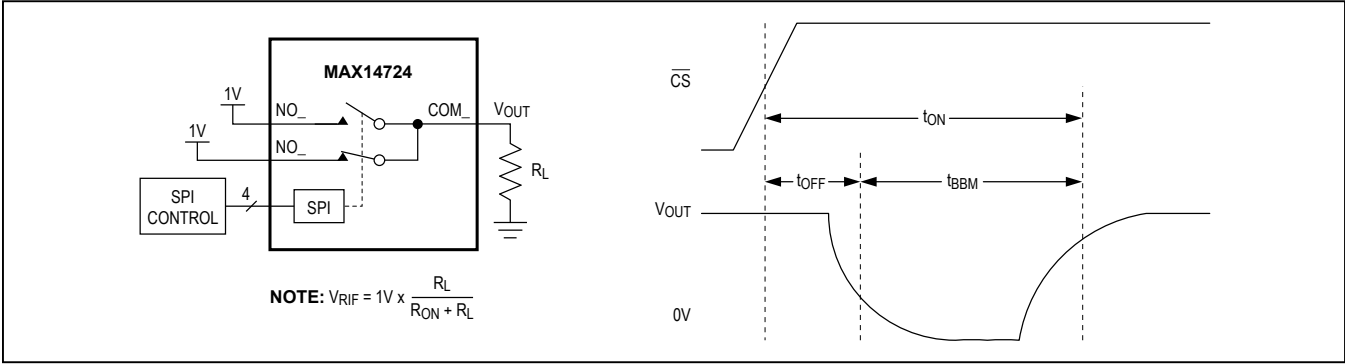 MAX14724
1V
NO_
COM_
VOUT
1V
NO_
RL
SPI CONTROL
4
SPI
NOTE: VRIF = 1V x RL / RON + RL
CS
tON
tOFF
tBBM
VOUT
0V